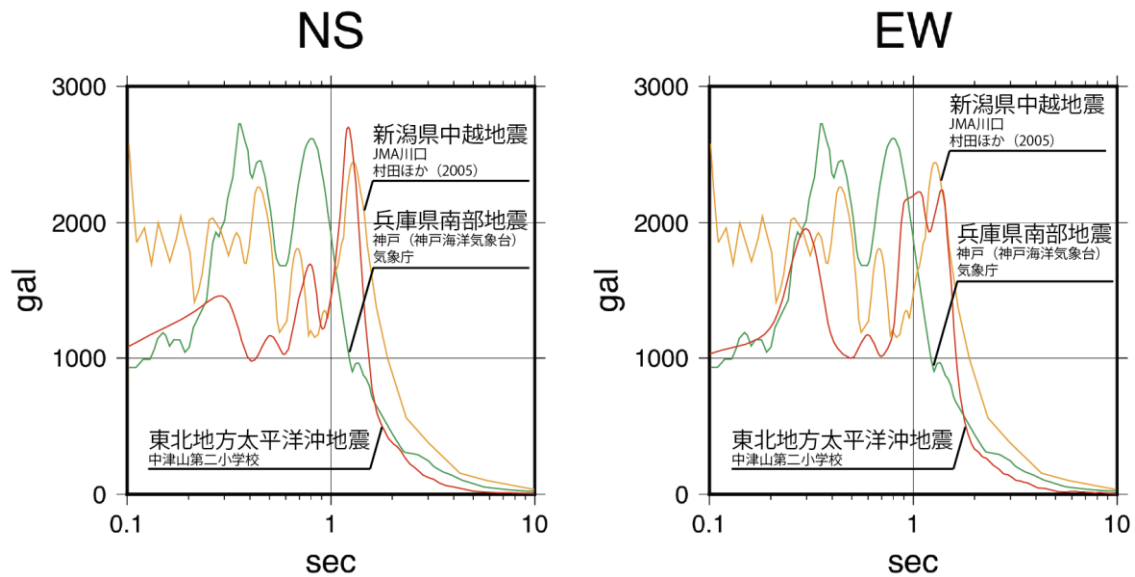 NS
3000
2000
1000
0
gal
0.1
1
10
sec
新潟県中越地震
JMA川口
村田ほか（2005）
兵庫県南部地震
神戸（神戸海洋気象台）
気象庁
東北地方太平洋沖地震
中津山第二小学校
EW
3000
2000
1000
0
gal
0.1
1
10
sec
新潟県中越地震
JMA川口
村田ほか（2005）
兵庫県南部地震
神戸（神戸海洋気象台）
気象庁
東北地方太平洋沖地震
中津山第二小学校